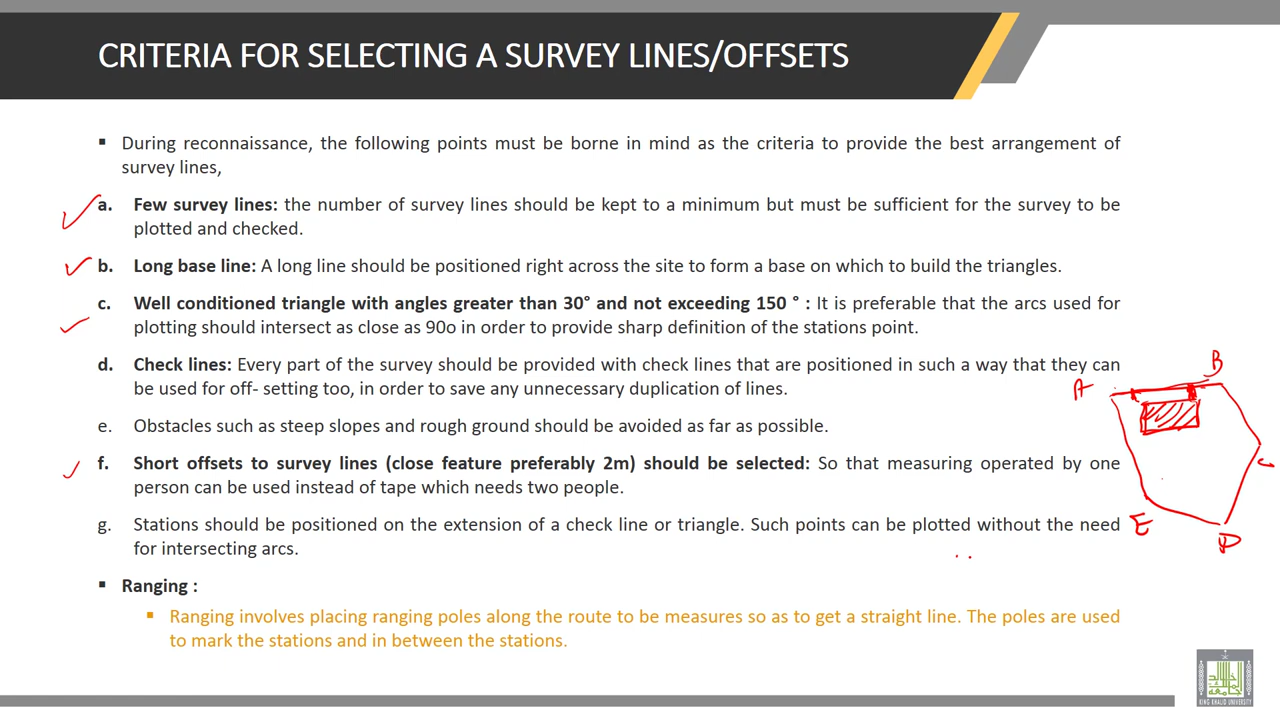 CRITERIA FOR SELECTING A SURVEY LINES/OFFSETS
▪ During reconnaissance, the following points must be borne in mind as the criteria to provide the best arrangement of
survey lines,
a. Few survey lines: the number of survey lines should be kept to a minimum but must be sufficient for the survey to be
plotted and checked.
b. Long base line: A long line should be positioned right across the site to form a base on which to build the triangles.
c. Well conditioned triangle with angles greater than 30° and not exceeding 150 ° : It is preferable that the arcs used for
plotting should intersect as close as 90o in order to provide sharp definition of the stations point.
d. Check lines: Every part of the survey should be provided with check lines that are positioned in such a way that they can
be used for off- setting too, in order to save any unnecessary duplication of lines.
e. Obstacles such as steep slopes and rough ground should be avoided as far as possible.
f. Short offsets to survey lines (close feature preferably 2m) should be selected: So that measuring operated by one
person can be used instead of tape which needs two people.
g. Stations should be positioned on the extension of a check line or triangle. Such points can be plotted without the need
for intersecting arcs.
▪ Ranging :
▪ Ranging involves placing ranging poles along the route to be measures so as to get a straight line. The poles are used
to mark the stations and in between the stations.
A
B
C
D
E
KING KHALID UNIVERSITY